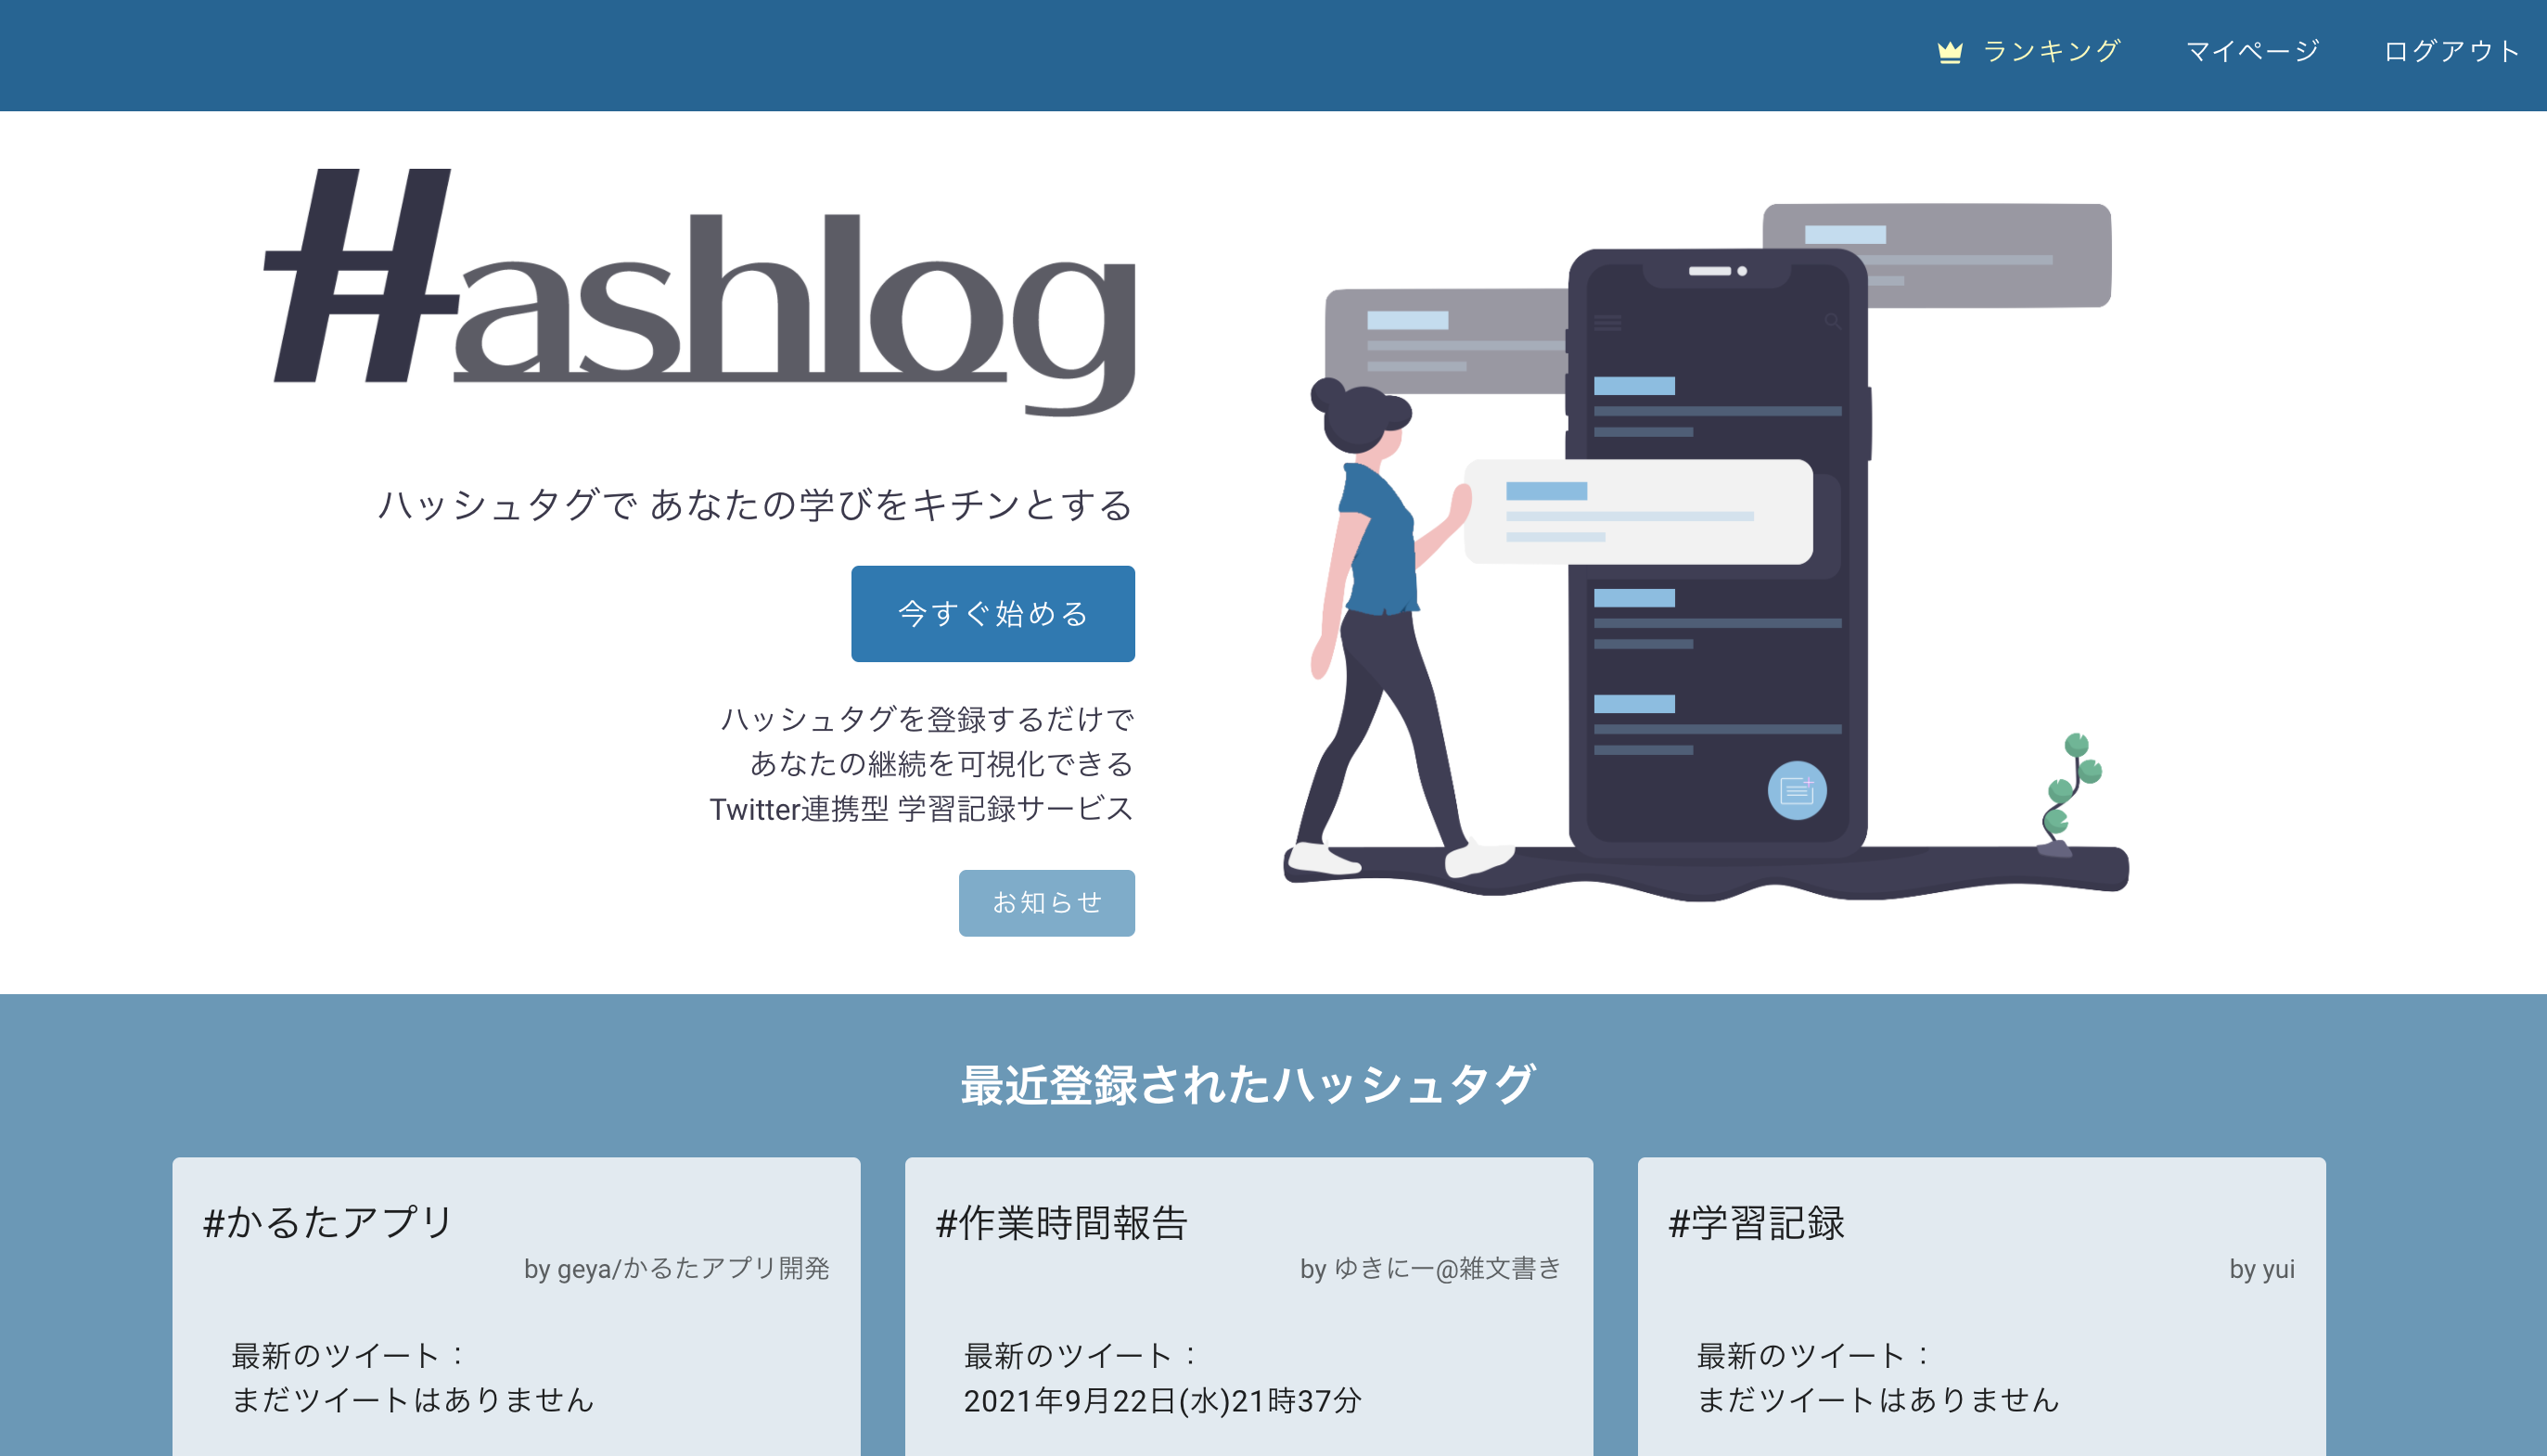 ランキング マイページ ログアウト
Hashlog
ハッシュタグで あなたの学びをキチンとする
今すぐ始める
ハッシュタグを登録するだけで
あなたの継続を可視化できる
Twitter連携型 学習記録サービス
お知らせ
最近登録されたハッシュタグ
#かるたアプリ
by geya/かるたアプリ開発
最新のツイート：
まだツイートはありません
#作業時間報告
by ゆきにー@雑文書き
最新のツイート：
2021年9月22日(水)21時37分
#学習記録
by yui
最新のツイート：
まだツイートはありません